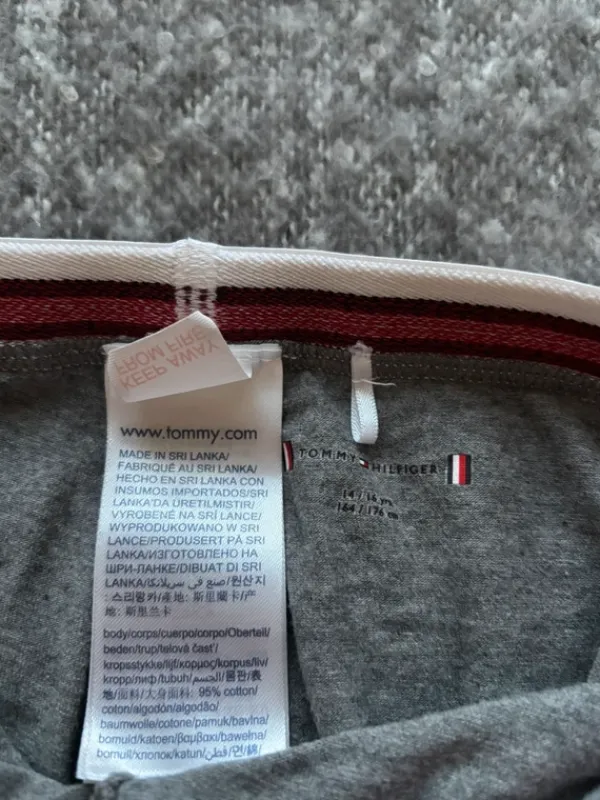 KEEP AWAY
FROM FIRE
www.tommy.com
MADE IN SRI LANKA/
FABRIQUÉ AU SRI LANKA/
HECHO EN SRI LANKA CON
INSUMOS IMPORTADOS/SRI
LANKA'DA ÜRETILMISTIR/
VYROBENÉ NA SRÍ LANCE/
WYPRODUKOWANO W SRI
LANCE/PRODUSERT PÅ SRI
LANKA/ИЗГОТОВЛЕНО НА
ШРИ-ЛАНКЕ/DIBUAT DI SRI
LANKA/صنع في سريلانكا/원산지
:스리랑카/產地: 斯里蘭卡/产
地: 斯里兰卡
body/corps/cuerpo/corpo/Oberteil/
beden/trup/telová časť/
kropsstykke/lijf/κορμος/korpus/liv/
kropp/лиф/tubuh/الجسم/몸판/表
地/面料/大身面料: 95% cotton/
coton/algodón/algodão/
baumwolle/cotone/pamuk/bavlna/
bomuld/katoen/βαμβάκι/bawełna/
bomull/хлопок/katun/قطن/면/綿/
TOMMY HILFIGER
14 / 16 yrs
164 / 176 cm